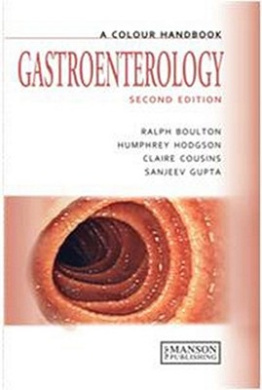 A COLOUR HANDBOOK
GASTROENTEROLOGY
SECOND EDITION
RALPH BOULTON
HUMPHREY HODGSON
CLAIRE COUSINS
SANJEEV GUPTA
MANSON
PUBLISHING